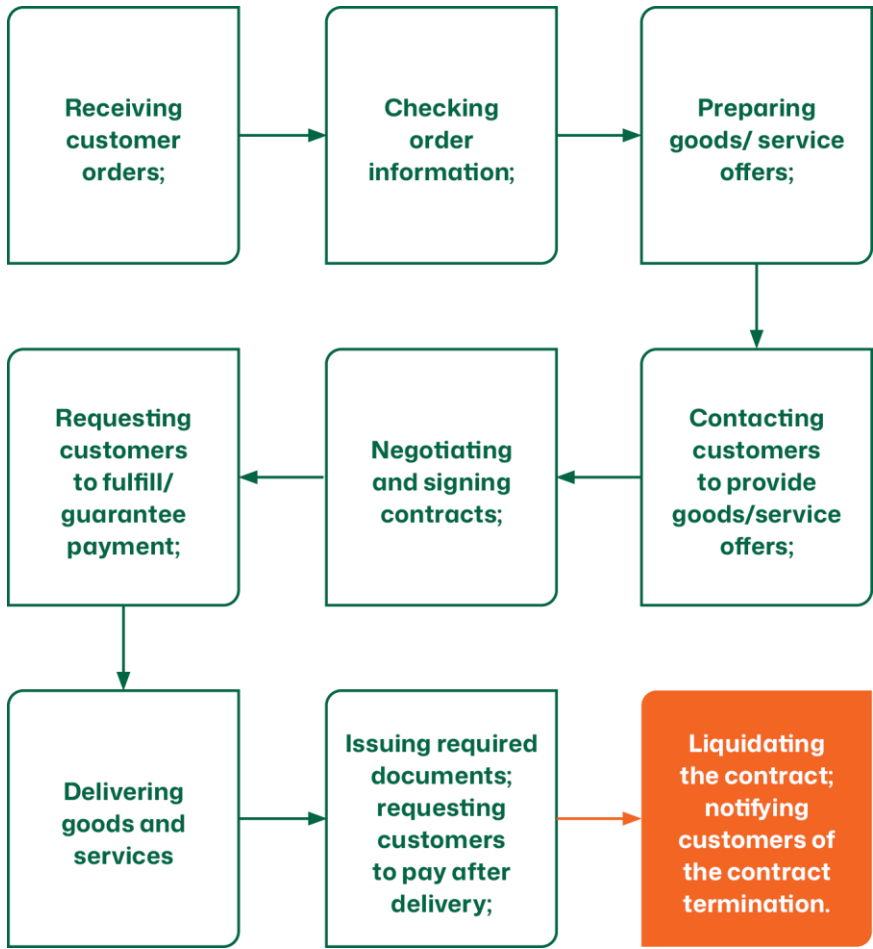 Receiving
customer
orders;
Checking
order
information;
Preparing
goods/ service
offers;
Contacting
customers
to provide
goods/service
offers;
Negotiating
and signing
contracts;
Requesting
customers
to fulfill/
guarantee
payment;
Delivering
goods and
services
Issuing required
documents;
requesting
customers
to pay after
delivery;
Liquidating
the contract;
notifying
customers of
the contract
termination.